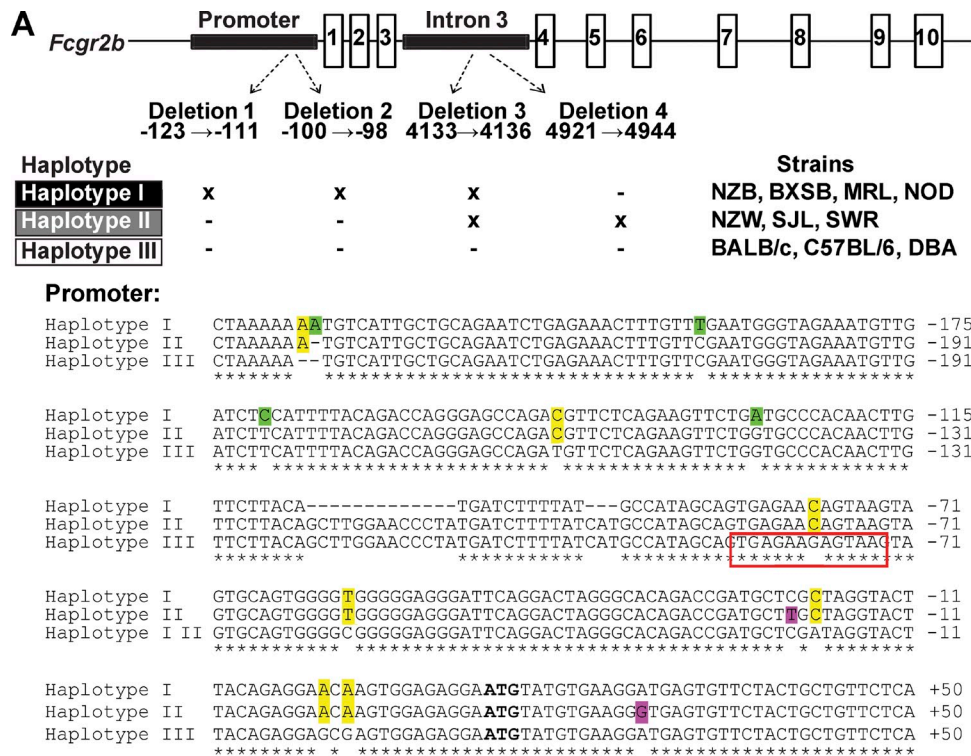 A
Fcgr2b Promoter 1 2 3 Intron 3 4 5 6 7 8 9 10
Deletion 1 Deletion 2 Deletion 3 Deletion 4
-123→-111 -100→-98 4133→4136 4921→4944
Haplotype Strains
Haplotype I x x x - NZB, BXSB, MRL, NOD
Haplotype II - - x x NZW, SJL, SWR
Haplotype III - - - - BALB/c, C57BL/6, DBA
Promoter:
Haplotype I CTAAAAAAATGTCATTGCTGCAGAATCTGAGAAACTTTGTTTGAATGGGTAGAAATGTTG -175
Haplotype II CTAAAAAA-TGTCATTGCTGCAGAATCTGAGAAACTTTGTTCGAATGGGTAGAAATGTTG -191
Haplotype III CTAAAAA--TGTCATTGCTGCAGAATCTGAGAAACTTTGTTCGAATGGGTAGAAATGTTG -191
******* ******************************** ******************
Haplotype I ATCTCCATTTTACAGACCAGGGAGCCAGACGTTCTCAGAAGTTCTGATGCCCACAACTTG -115
Haplotype II ATCTTCATTTTACAGACCAGGGAGCCAGACGTTCTCAGAAGTTCTGGTGCCCACAACTTG -131
Haplotype III ATCTTCATTTTACAGACCAGGGAGCCAGATGTTCTCAGAAGTTCTGGTGCCCACAACTTG -131
**** ************************ **************** *************
Haplotype I TTCTTACA-------------TGATCTTTTAT---GCCATAGCAGTGAGAACAGTAAGTA -71
Haplotype II TTCTTACAGCTTGGAACCCTATGATCTTTTATCATGCCATAGCAGTGAGAACAGTAAGTA -71
Haplotype III TTCTTACAGCTTGGAACCCTATGATCTTTTATCATGCCATAGCAGTGAGAAGAGTAAGTA -71
******** *********** **************** ********
Haplotype I GTGCAGTGGGGTGGGGGAGGGATTCAGGACTAGGGCACAGACCGATGCTCGCTAGGTACT -11
Haplotype II GTGCAGTGGGGTGGGGGAGGGATTCAGGACTAGGGCACAGACCGATGCTTGCTAGGTACT -11
Haplotype I II GTGCAGTGGGGCGGGGGAGGGATTCAGGACTAGGGCACAGACCGATGCTCGATAGGTACT -11
*********** ************************************* * ********
Haplotype I TACAGAGGAACAAGTGGAGAGGAATGTATGTGAAGGATGAGTGTTCTACTGCTGTTCTCA +50
Haplotype II TACAGAGGAACAAGTGGAGAGGAATGTATGTGAAGGGTGAGTGTTCTACTGCTGTTCTCA +50
Haplotype III TACAGAGGAGCGAGTGGAGAGGAATGTATGTGAAGGATGAGTGTTCTACTGCTGTTCTCA +50
********* * ************************ ***********************